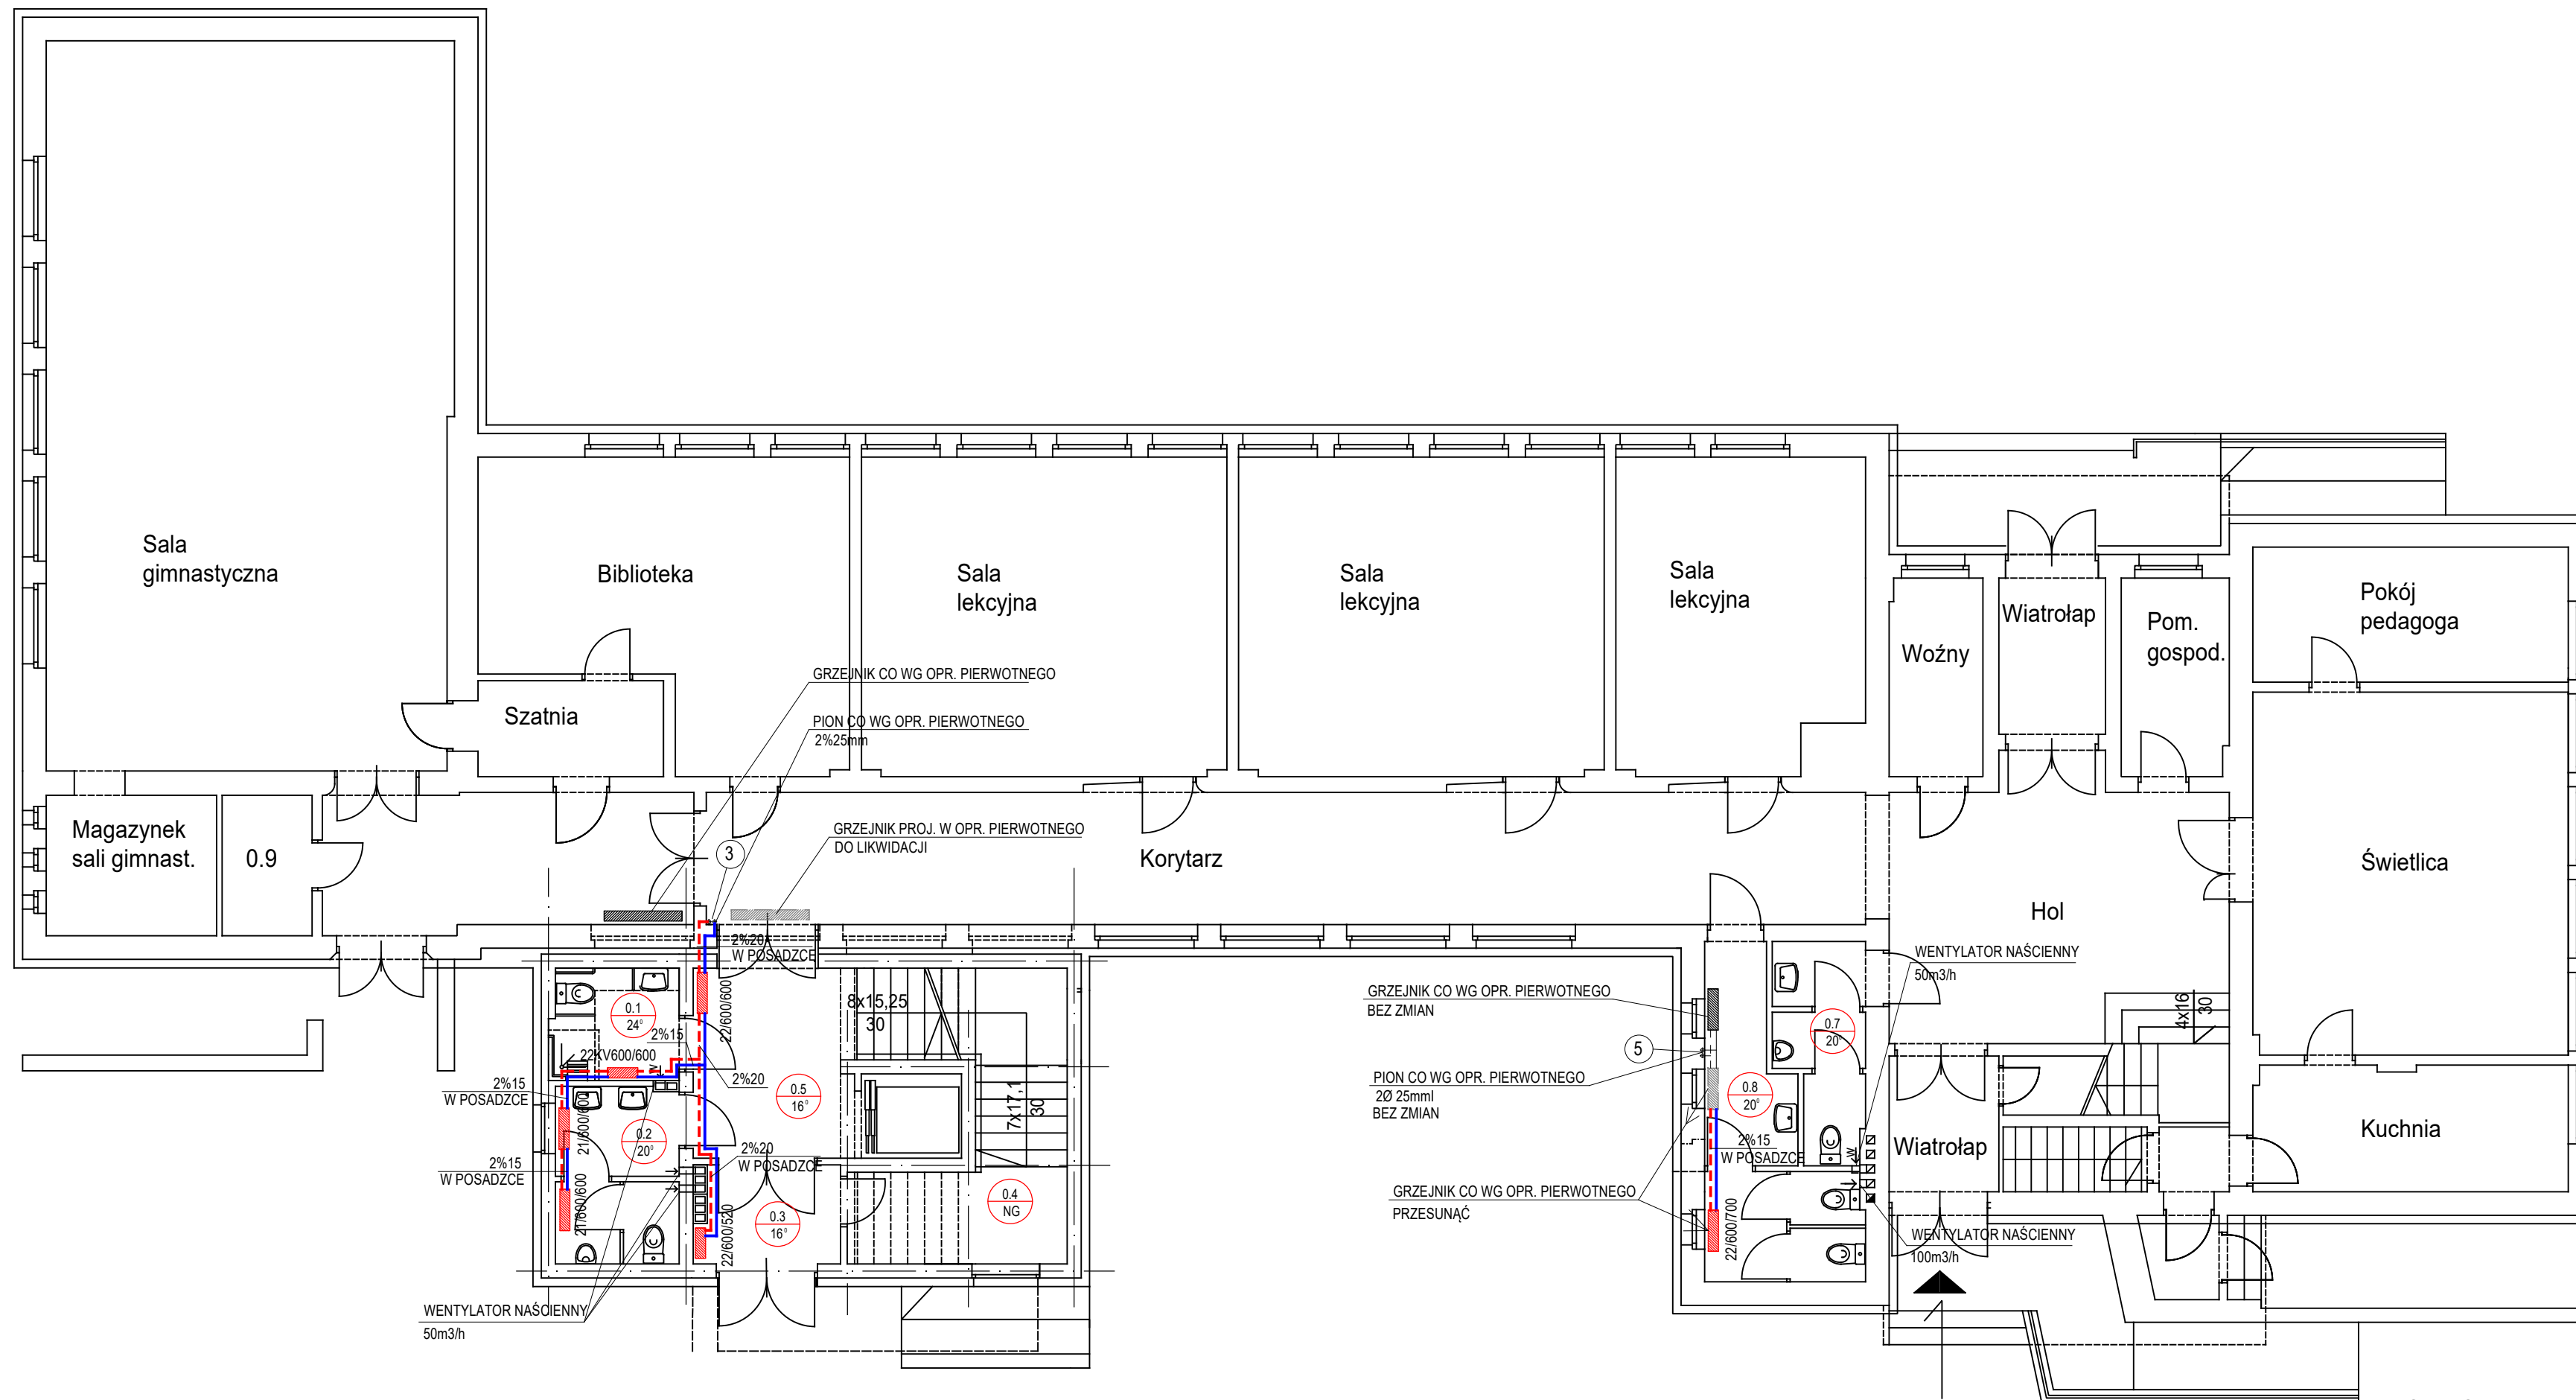 Sala
gimnastyczna
Biblioteka
Sala
lekcyjna
Sala
lekcyjna
Sala
lekcyjna
Woźny
Wiatrołap
Pom.
gospod.
Pokój
pedagoga
GRZEJNIK CO WG OPR. PIERWOTNEGO
Szatnia
PION CO WG OPR. PIERWOTNEGO
2%25mm
Magazynek
sali gimnast.
0.9
GRZEJNIK PROJ. W OPR. PIERWOTNEGO
DO LIKWIDACJI
3
Korytarz
Świetlica
Hol
2%20
W POSADZCE
WENTYLATOR NAŚCIENNY
50m3/h
GRZEJNIK CO WG OPR. PIERWOTNEGO
BEZ ZMIAN
8x15,25
30
4x16
30
0.1
24°
22/600/600
2%15
22KV600/600
0.7
20°
5
2%20
2%15
W POSADZCE
0.5
16°
PION CO WG OPR. PIERWOTNEGO
2Ø 25mml
BEZ ZMIAN
0.8
20°
7x17,1
30
21/600/600
0.2
20°
2%20
W POSADZCE
2%15
W POSADZCE
W
W
Wiatrołap
Kuchnia
2%15
W POSADZCE
21/600/600
0.4
NG
GRZEJNIK CO WG OPR. PIERWOTNEGO
PRZESUNĄĆ
0.3
16°
22/600/520
22/600/700
WENTYLATOR NAŚCIENNY
100m3/h
WENTYLATOR NAŚCIENNY
50m3/h